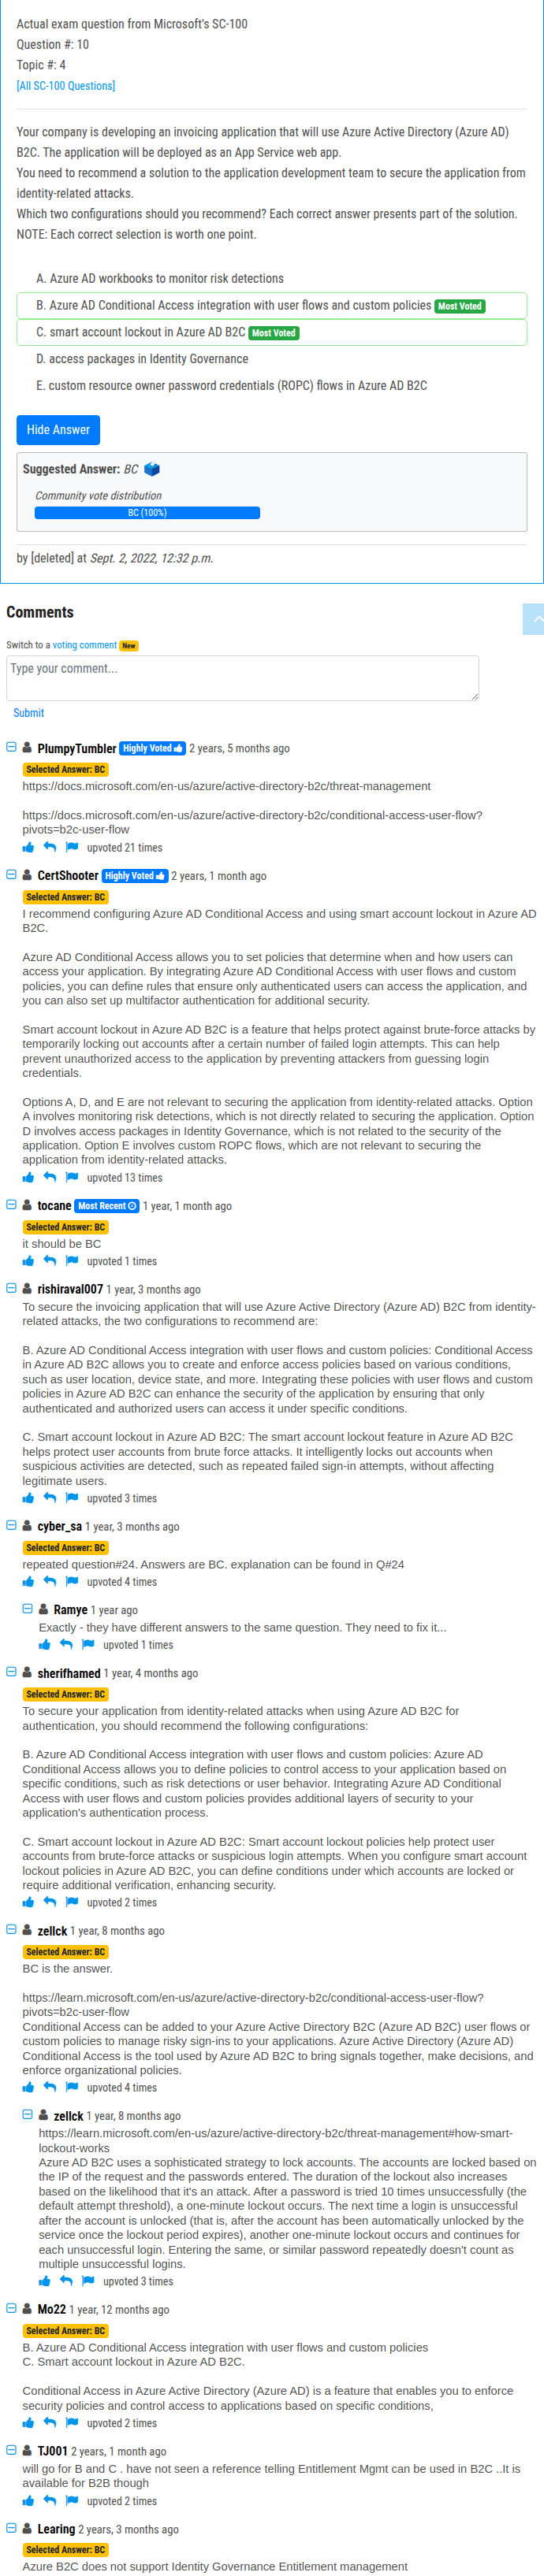 Actual exam question from Microsoft's SC-100
Question #: 10
Topic #: 4
[All SC-100 Questions]
Your company is developing an invoicing application that will use Azure Active Directory (Azure AD)
B2C. The application will be deployed as an App Service web app.
You need to recommend a solution to the application development team to secure the application from
identity-related attacks.
Which two configurations should you recommend? Each correct answer presents part of the solution.
NOTE: Each correct selection is worth one point.
A. Azure AD workbooks to monitor risk detections
B. Azure AD Conditional Access integration with user flows and custom policies Most Voted
C. smart account lockout in Azure AD B2C Most Voted
D. access packages in Identity Governance
E. custom resource owner password credentials (ROPC) flows in Azure AD B2C
Hide Answer
Suggested Answer: BC
Community vote distribution
BC (100%)
by [deleted] at Sept. 2, 2022, 12:32 p.m.
Comments
Switch to a voting comment New
Type your comment...
Submit
PlumpyTumbler Highly Voted 2 years, 5 months ago
Selected Answer: BC
https://docs.microsoft.com/en-us/azure/active-directory-b2c/threat-management
https://docs.microsoft.com/en-us/azure/active-directory-b2c/conditional-access-user-flow?
pivots=b2c-user-flow
upvoted 21 times
CertShooter Highly Voted 2 years, 1 month ago
Selected Answer: BC
I recommend configuring Azure AD Conditional Access and using smart account lockout in Azure AD
B2C.
Azure AD Conditional Access allows you to set policies that determine when and how users can
access your application. By integrating Azure AD Conditional Access with user flows and custom
policies, you can define rules that ensure only authenticated users can access the application, and
you can also set up multifactor authentication for additional security.
Smart account lockout in Azure AD B2C is a feature that helps protect against brute-force attacks by
temporarily locking out accounts after a certain number of failed login attempts. This can help
prevent unauthorized access to the application by preventing attackers from guessing login
credentials.
Options A, D, and E are not relevant to securing the application from identity-related attacks. Option
A involves monitoring risk detections, which is not directly related to securing the application. Option
D involves access packages in Identity Governance, which is not related to the security of the
application. Option E involves custom ROPC flows, which are not relevant to securing the
application from identity-related attacks.
upvoted 13 times
tocane Most Recent 1 year, 1 month ago
Selected Answer: BC
it should be BC
upvoted 1 times
rishiraval007 1 year, 3 months ago
To secure the invoicing application that will use Azure Active Directory (Azure AD) B2C from identity-
related attacks, the two configurations to recommend are:
B. Azure AD Conditional Access integration with user flows and custom policies: Conditional Access
in Azure AD B2C allows you to create and enforce access policies based on various conditions,
such as user location, device state, and more. Integrating these policies with user flows and custom
policies in Azure AD B2C can enhance the security of the application by ensuring that only
authenticated and authorized users can access it under specific conditions.
C. Smart account lockout in Azure AD B2C: The smart account lockout feature in Azure AD B2C
helps protect user accounts from brute force attacks. It intelligently locks out accounts when
suspicious activities are detected, such as repeated failed sign-in attempts, without affecting
legitimate users.
upvoted 3 times
cyber_sa 1 year, 3 months ago
Selected Answer: BC
repeated question#24. Answers are BC. explanation can be found in Q#24
upvoted 4 times
Ramye 1 year ago
Exactly - they have different answers to the same question. They need to fix it...
upvoted 1 times
sherifhamed 1 year, 4 months ago
Selected Answer: BC
To secure your application from identity-related attacks when using Azure AD B2C for
authentication, you should recommend the following configurations:
B. Azure AD Conditional Access integration with user flows and custom policies: Azure AD
Conditional Access allows you to define policies to control access to your application based on
specific conditions, such as risk detections or user behavior. Integrating Azure AD Conditional
Access with user flows and custom policies provides additional layers of security to your
application's authentication process.
C. Smart account lockout in Azure AD B2C: Smart account lockout policies help protect user
accounts from brute-force attacks or suspicious login attempts. When you configure smart account
lockout policies in Azure AD B2C, you can define conditions under which accounts are locked or
require additional verification, enhancing security.
upvoted 2 times
zellck 1 year, 8 months ago
Selected Answer: BC
BC is the answer.
https://learn.microsoft.com/en-us/azure/active-directory-b2c/conditional-access-user-flow?
pivots=b2c-user-flow
Conditional Access can be added to your Azure Active Directory B2C (Azure AD B2C) user flows or
custom policies to manage risky sign-ins to your applications. Azure Active Directory (Azure AD)
Conditional Access is the tool used by Azure AD B2C to bring signals together, make decisions, and
enforce organizational policies.
upvoted 4 times
zellck 1 year, 8 months ago
https://learn.microsoft.com/en-us/azure/active-directory-b2c/threat-management#how-smart-
lockout-works
Azure AD B2C uses a sophisticated strategy to lock accounts. The accounts are locked based on
the IP of the request and the passwords entered. The duration of the lockout also increases
based on the likelihood that it's an attack. After a password is tried 10 times unsuccessfully (the
default attempt threshold), a one-minute lockout occurs. The next time a login is unsuccessful
after the account is unlocked (that is, after the account has been automatically unlocked by the
service once the lockout period expires), another one-minute lockout occurs and continues for
each unsuccessful login. Entering the same, or similar password repeatedly doesn't count as
multiple unsuccessful logins.
upvoted 3 times
Mo22 1 year, 12 months ago
Selected Answer: BC
B. Azure AD Conditional Access integration with user flows and custom policies
C. Smart account lockout in Azure AD B2C.
Conditional Access in Azure Active Directory (Azure AD) is a feature that enables you to enforce
security policies and control access to applications based on specific conditions,
upvoted 2 times
TJ001 2 years, 1 month ago
will go for B and C . have not seen a reference telling Entitlement Mgmt can be used in B2C ..It is
available for B2B though
upvoted 2 times
Learing 2 years, 3 months ago
Selected Answer: BC
Azure B2C does not support Identity Governance Entitlement management